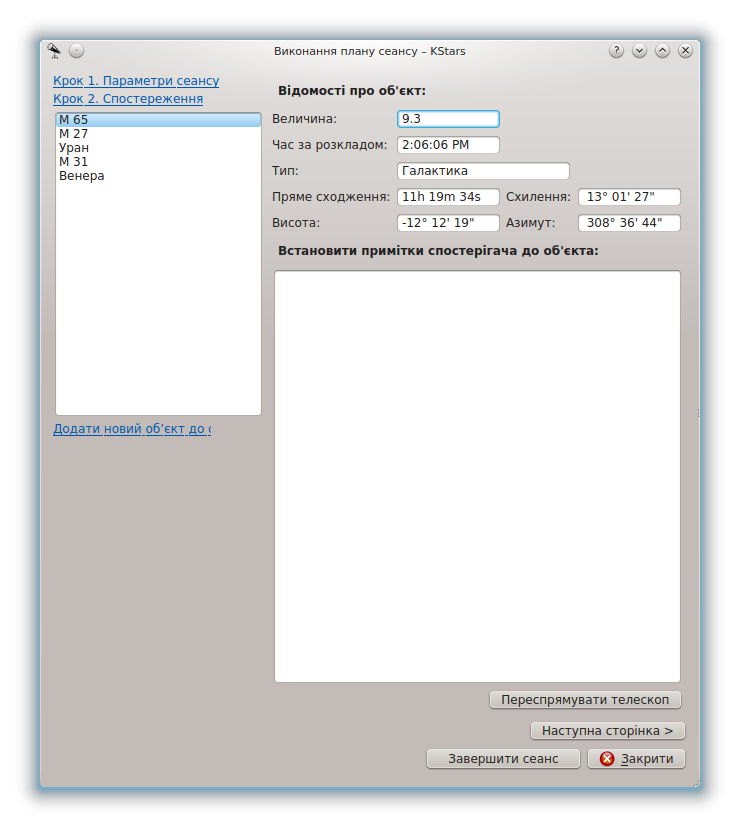 Виконання плану сеансу – KStars
Крок 1. Параметри сеансу
Крок 2. Спостереження
M 65
M 27
Уран
M 31
Венера
Додати новий об’єкт до
Відомості про об'єкт:
Величина: 9.3
Час за розкладом: 2:06:06 PM
Тип: Галактика
Пряме сходження: 11h 19m 34s Схилення: 13° 01' 27"
Висота: -12° 12' 19" Азимут: 308° 36' 44"
Встановити примітки спостерігача до об'єкта:
Переспрямувати телескоп
Наступна сторінка >
Завершити сеанс Закрити